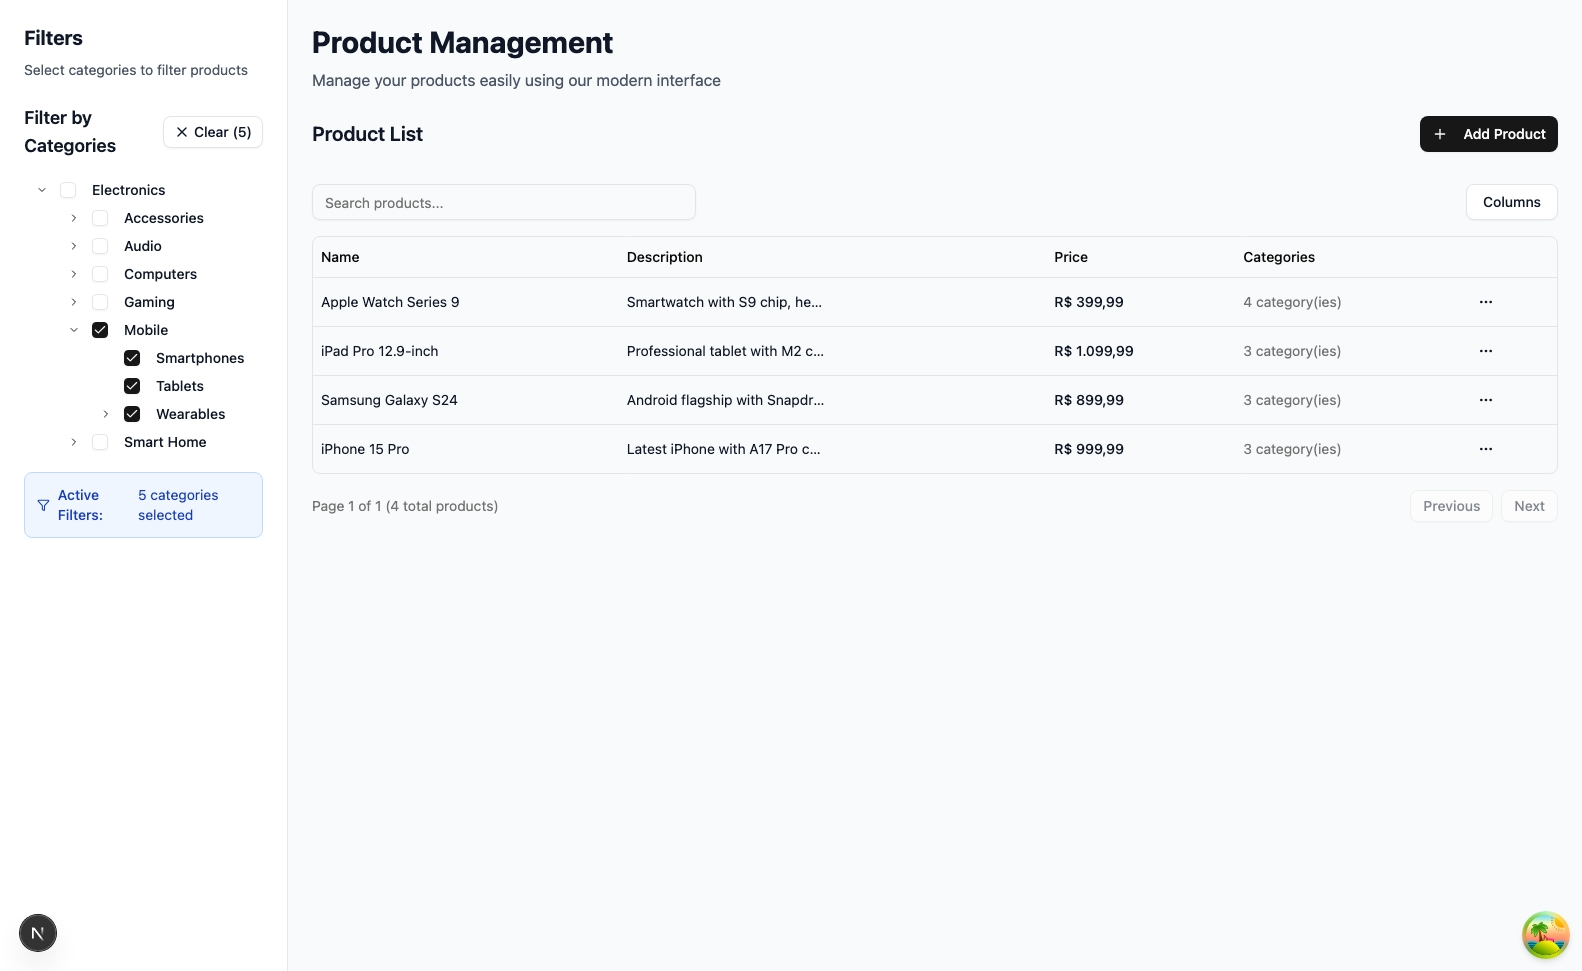 Filters
Select categories to filter products
Filter by
Categories
Clear (5)
Electronics
Accessories
Audio
Computers
Gaming
Mobile
Smartphones
Tablets
Wearables
Smart Home
Active
Filters:
5 categories
selected
N
Product Management
Manage your products easily using our modern interface
Product List
Add Product
Search products...
Columns
Name Description Price Categories
Apple Watch Series 9 Smartwatch with S9 chip, he... R$ 399,99 4 category(ies) ...
iPad Pro 12.9-inch Professional tablet with M2 c... R$ 1.099,99 3 category(ies) ...
Samsung Galaxy S24 Android flagship with Snapdr... R$ 899,99 3 category(ies) ...
iPhone 15 Pro Latest iPhone with A17 Pro c... R$ 999,99 3 category(ies) ...
Page 1 of 1 (4 total products)
Previous Next